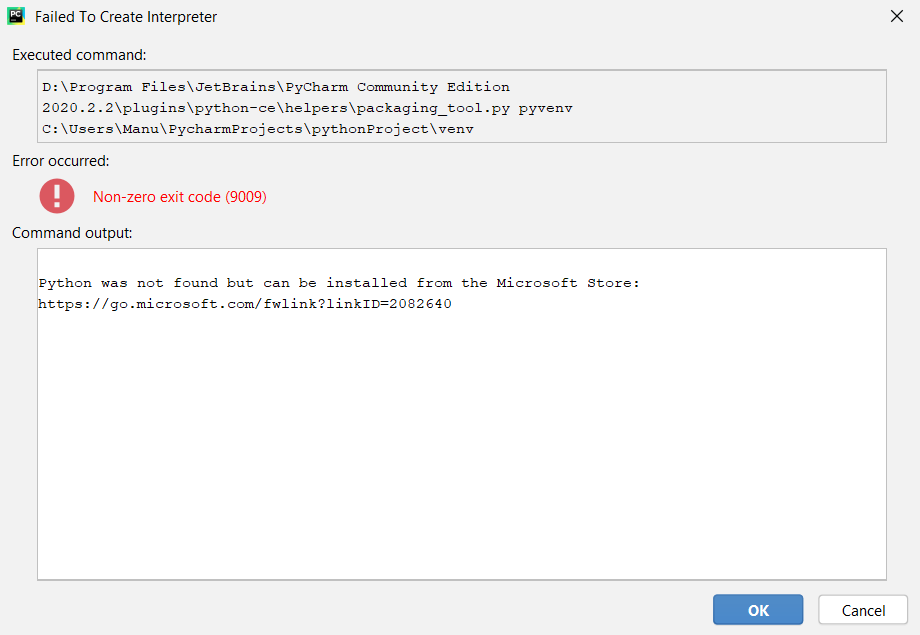 PC
Failed To Create Interpreter
Executed command:
D:\Program Files\JetBrains\PyCharm Community Edition
2020.2.2\plugins\python-ce\helpers\packaging_tool.py pyvenv
C:\Users\Manu\PycharmProjects\pythonProject\venv
Error occurred:
Non-zero exit code (9009)
Command output:
Python was not found but can be installed from the Microsoft Store:
https://go.microsoft.com/fwlink?linkID=2082640
OK Cancel